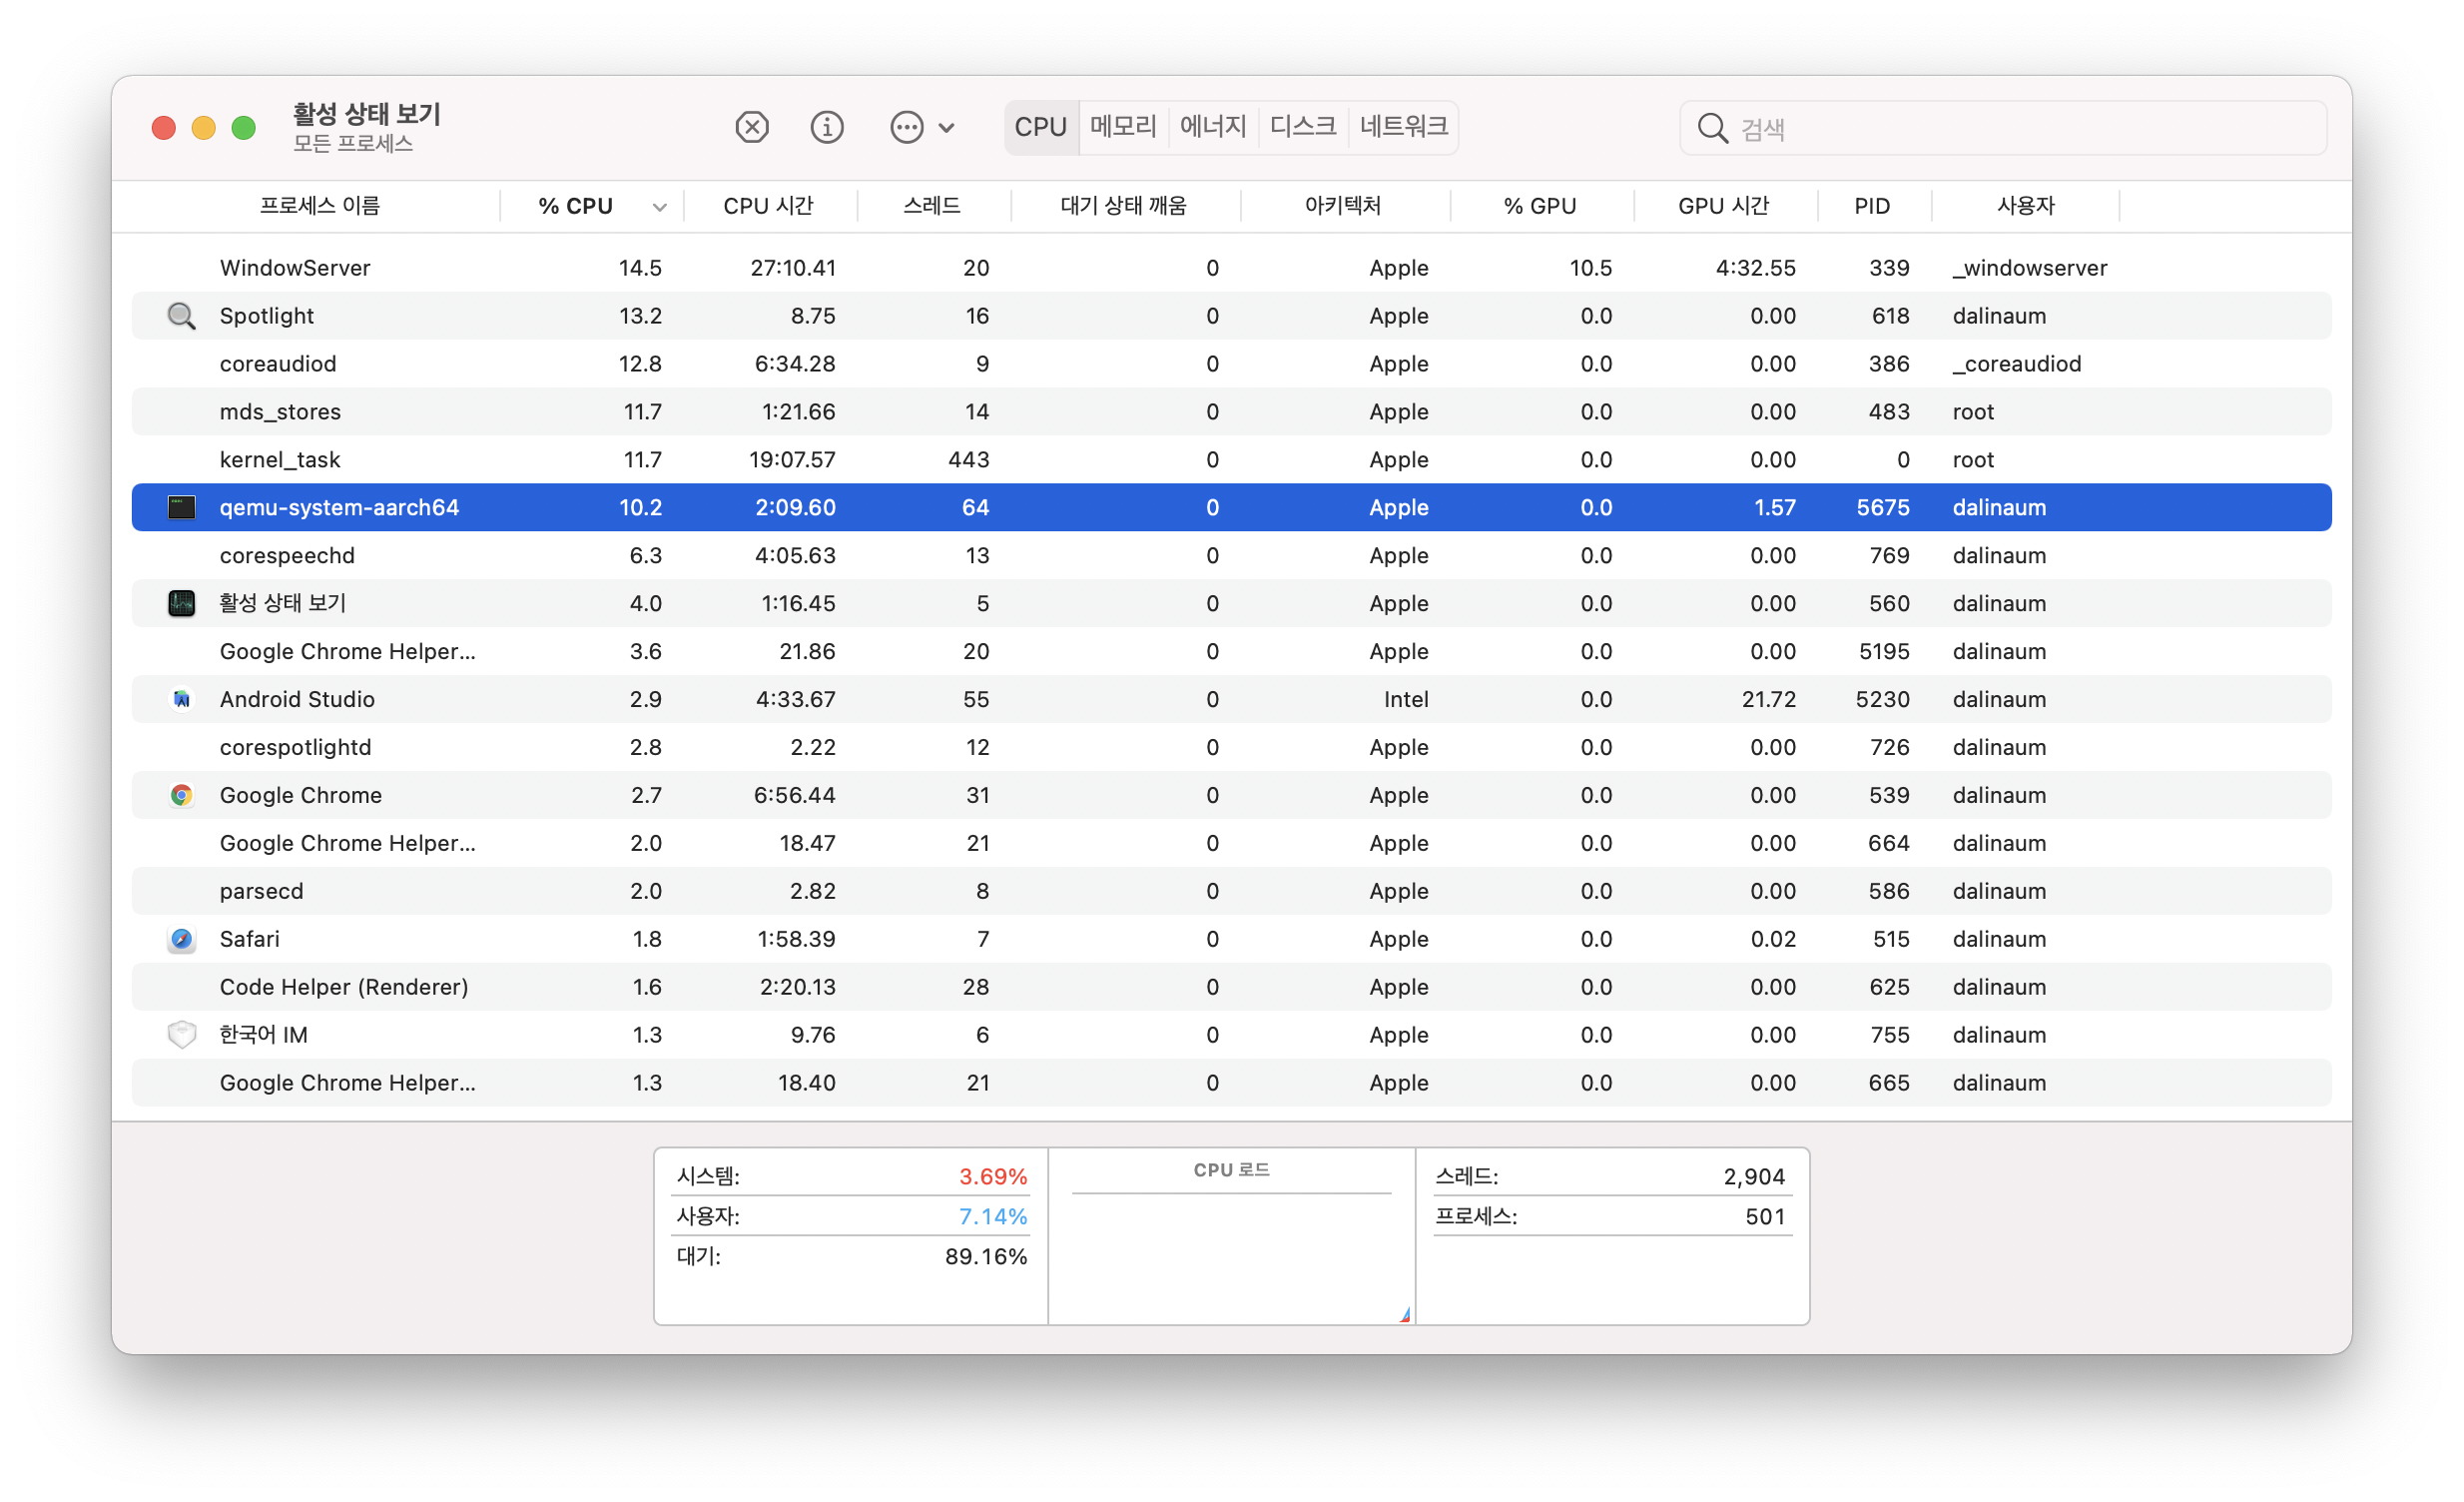 활성 상태 보기
모든 프로세스
CPU 메모리 에너지 디스크 네트워크
검색
프로세스 이름 % CPU CPU 시간 스레드 대기 상태 깨움 아키텍처 % GPU GPU 시간 PID 사용자
WindowServer 14.5 27:10.41 20 0 Apple 10.5 4:32.55 339 _windowserver
Spotlight 13.2 8.75 16 0 Apple 0.0 0.00 618 dalinaum
coreaudiod 12.8 6:34.28 9 0 Apple 0.0 0.00 386 _coreaudiod
mds_stores 11.7 1:21.66 14 0 Apple 0.0 0.00 483 root
kernel_task 11.7 19:07.57 443 0 Apple 0.0 0.00 0 root
qemu-system-aarch64 10.2 2:09.60 64 0 Apple 0.0 1.57 5675 dalinaum
corespeechd 6.3 4:05.63 13 0 Apple 0.0 0.00 769 dalinaum
활성 상태 보기 4.0 1:16.45 5 0 Apple 0.0 0.00 560 dalinaum
Google Chrome Helper... 3.6 21.86 20 0 Apple 0.0 0.00 5195 dalinaum
Android Studio 2.9 4:33.67 55 0 Intel 0.0 21.72 5230 dalinaum
corespotlightd 2.8 2.22 12 0 Apple 0.0 0.00 726 dalinaum
Google Chrome 2.7 6:56.44 31 0 Apple 0.0 0.00 539 dalinaum
Google Chrome Helper... 2.0 18.47 21 0 Apple 0.0 0.00 664 dalinaum
parsecd 2.0 2.82 8 0 Apple 0.0 0.00 586 dalinaum
Safari 1.8 1:58.39 7 0 Apple 0.0 0.02 515 dalinaum
Code Helper (Renderer) 1.6 2:20.13 28 0 Apple 0.0 0.00 625 dalinaum
한국어 IM 1.3 9.76 6 0 Apple 0.0 0.00 755 dalinaum
Google Chrome Helper... 1.3 18.40 21 0 Apple 0.0 0.00 665 dalinaum
시스템: 3.69%
사용자: 7.14%
대기: 89.16%
CPU 로드
스레드: 2,904
프로세스: 501